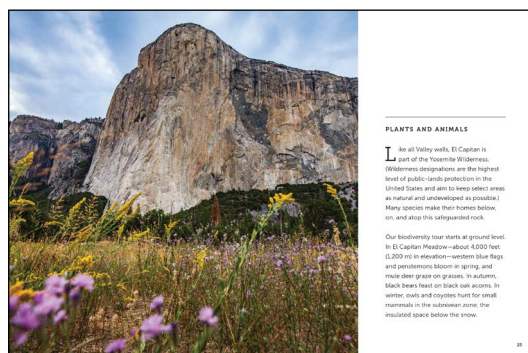 PLANTS AND ANIMALS
Like all Valley walls, El Capitan is
part of the Yosemite Wilderness.
(Wilderness designations are the highest
level of public-lands protection in the
United States and aim to keep select areas
as natural and undeveloped as possible.)
Many species make their homes below,
on, and atop this safeguarded rock.
Our biodiversity tour starts at ground level.
In El Capitan Meadow—about 4,000 feet
(1,200 m) in elevation—western blue flags
and penstemons bloom in spring, and
mule deer graze on grasses. In autumn,
black bears feast on black oak acorns. In
winter, owls and coyotes hunt for small
mammals in the subnivean zone, the
insulated space below the snow.
25